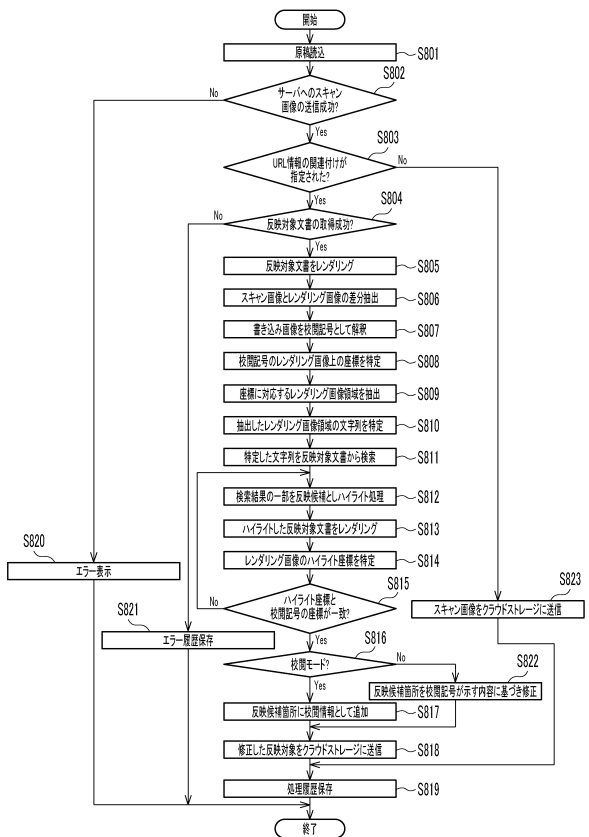 開始
原稿読込
S801
サーバへのスキャン
画像の送信成功?
S802
No
Yes
URL情報の関連付けが
指定された?
S803
No
Yes
反映対象文書の取得成功?
S804
No
Yes
反映対象文書をレンダリング
S805
スキャン画像とレンダリング画像の差分抽出
S806
書き込み画像を校閲記号として解釈
S807
校閲記号のレンダリング画像上の座標を特定
S808
座標に対応するレンダリング画像領域を抽出
S809
抽出したレンダリング画像領域の文字列を特定
S810
特定した文字列を反映対象文書から検索
S811
検索結果の一部を反映候補としハイライト処理
S812
ハイライトした反映対象文書をレンダリング
S813
レンダリング画像のハイライト座標を特定
S814
S820
エラー表示
ハイライト座標と
校閲記号の座標が一致?
S815
No
Yes
S823
スキャン画像をクラウドストレージに送信
S821
エラー履歴保存
校閲モード?
S816
No
Yes
S822
反映候補箇所を校閲記号が示す内容に基づき修正
反映候補箇所に校閲情報として追加
S817
修正した反映対象をクラウドストレージに送信
S818
処理履歴保存
S819
終了